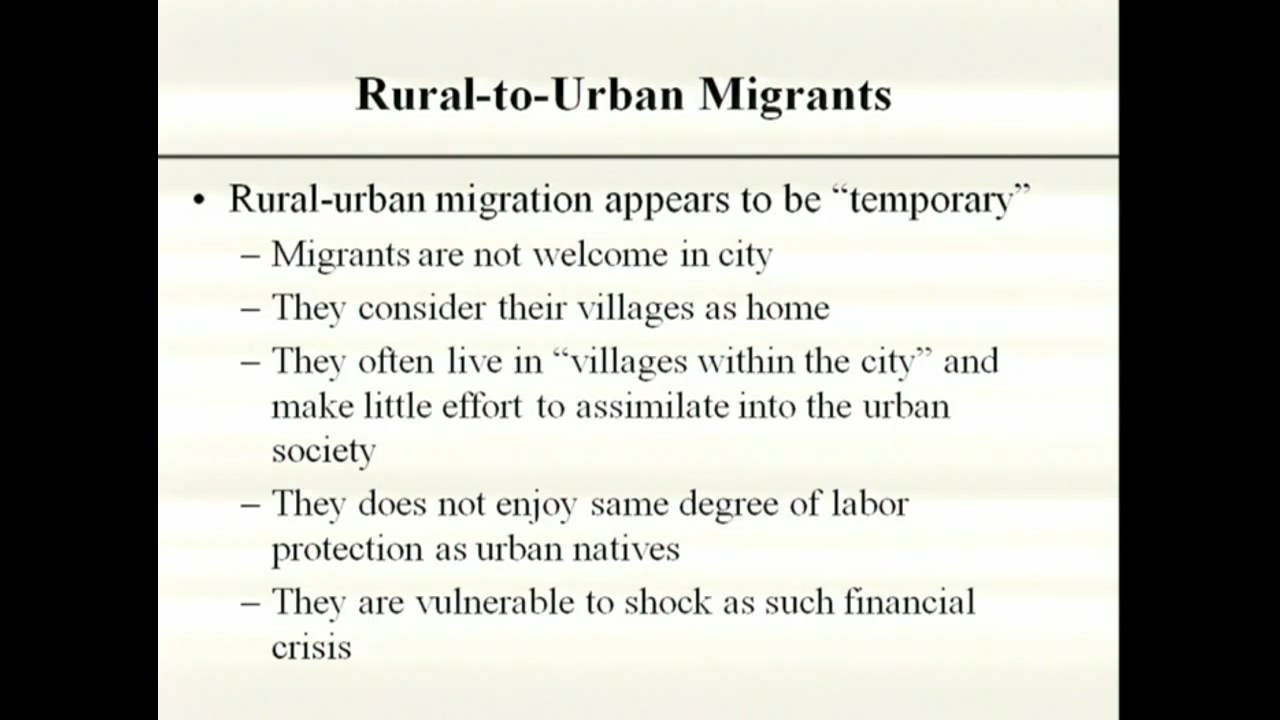 Rural-to-Urban Migrants
• Rural-urban migration appears to be “temporary”
– Migrants are not welcome in city
– They consider their villages as home
– They often live in “villages within the city” and
make little effort to assimilate into the urban
society
– They does not enjoy same degree of labor
protection as urban natives
– They are vulnerable to shock as such financial
crisis